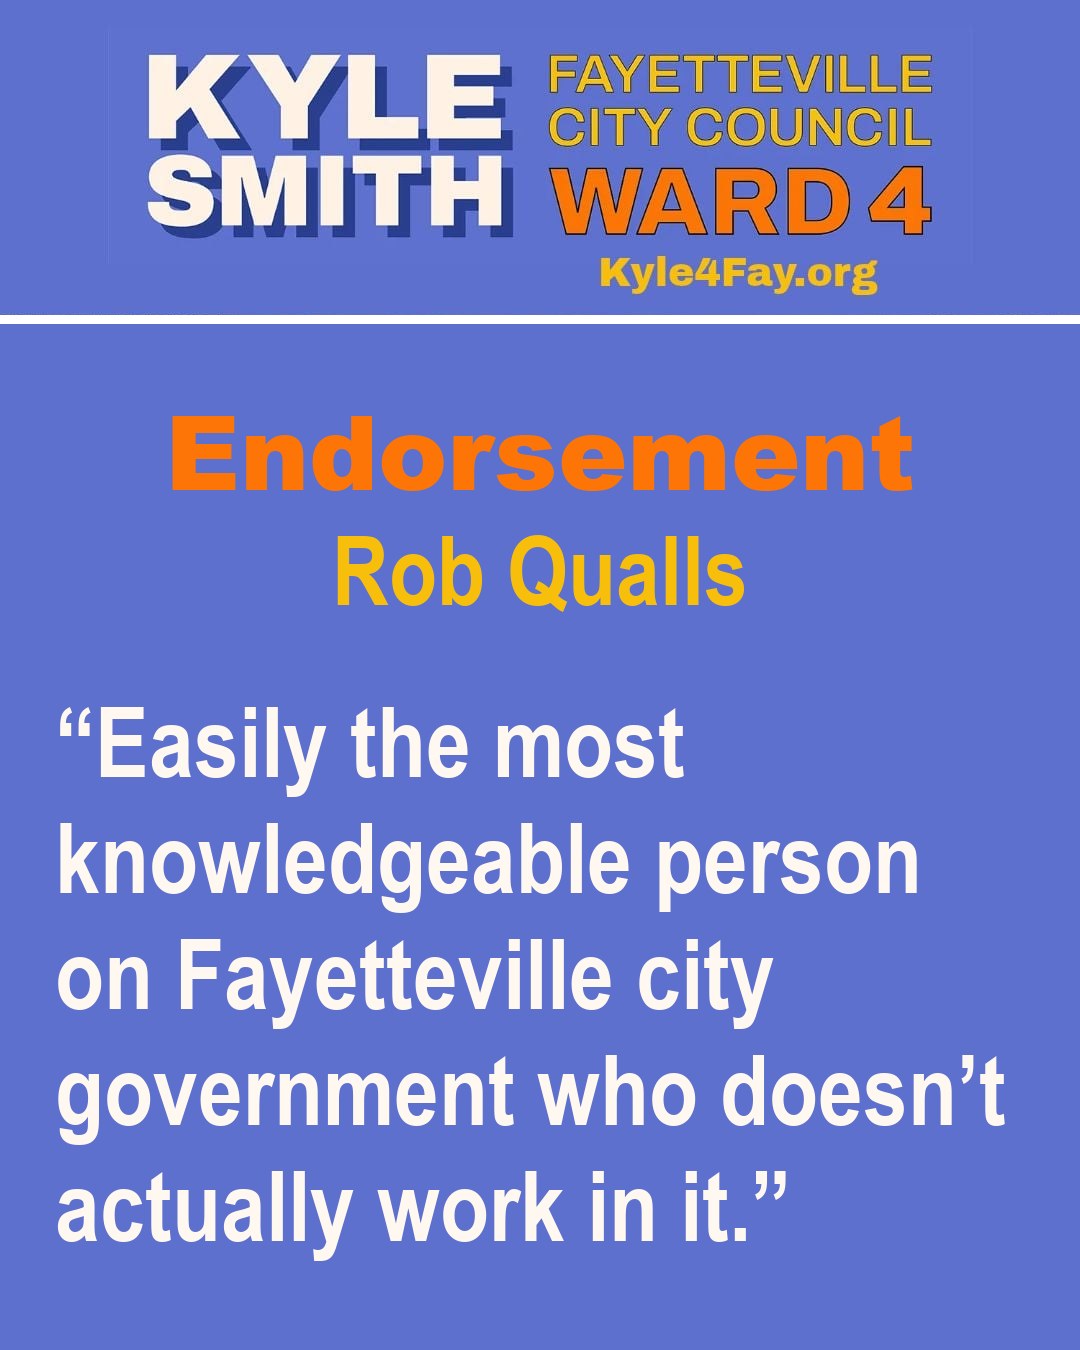 KYLE
SMITH
FAYETTEVILLE
CITY COUNCIL
WARD 4
Kyle4Fay.org
Endorsement
Rob Qualls
“Easily the most
knowledgeable person
on Fayetteville city
government who doesn’t
actually work in it.”